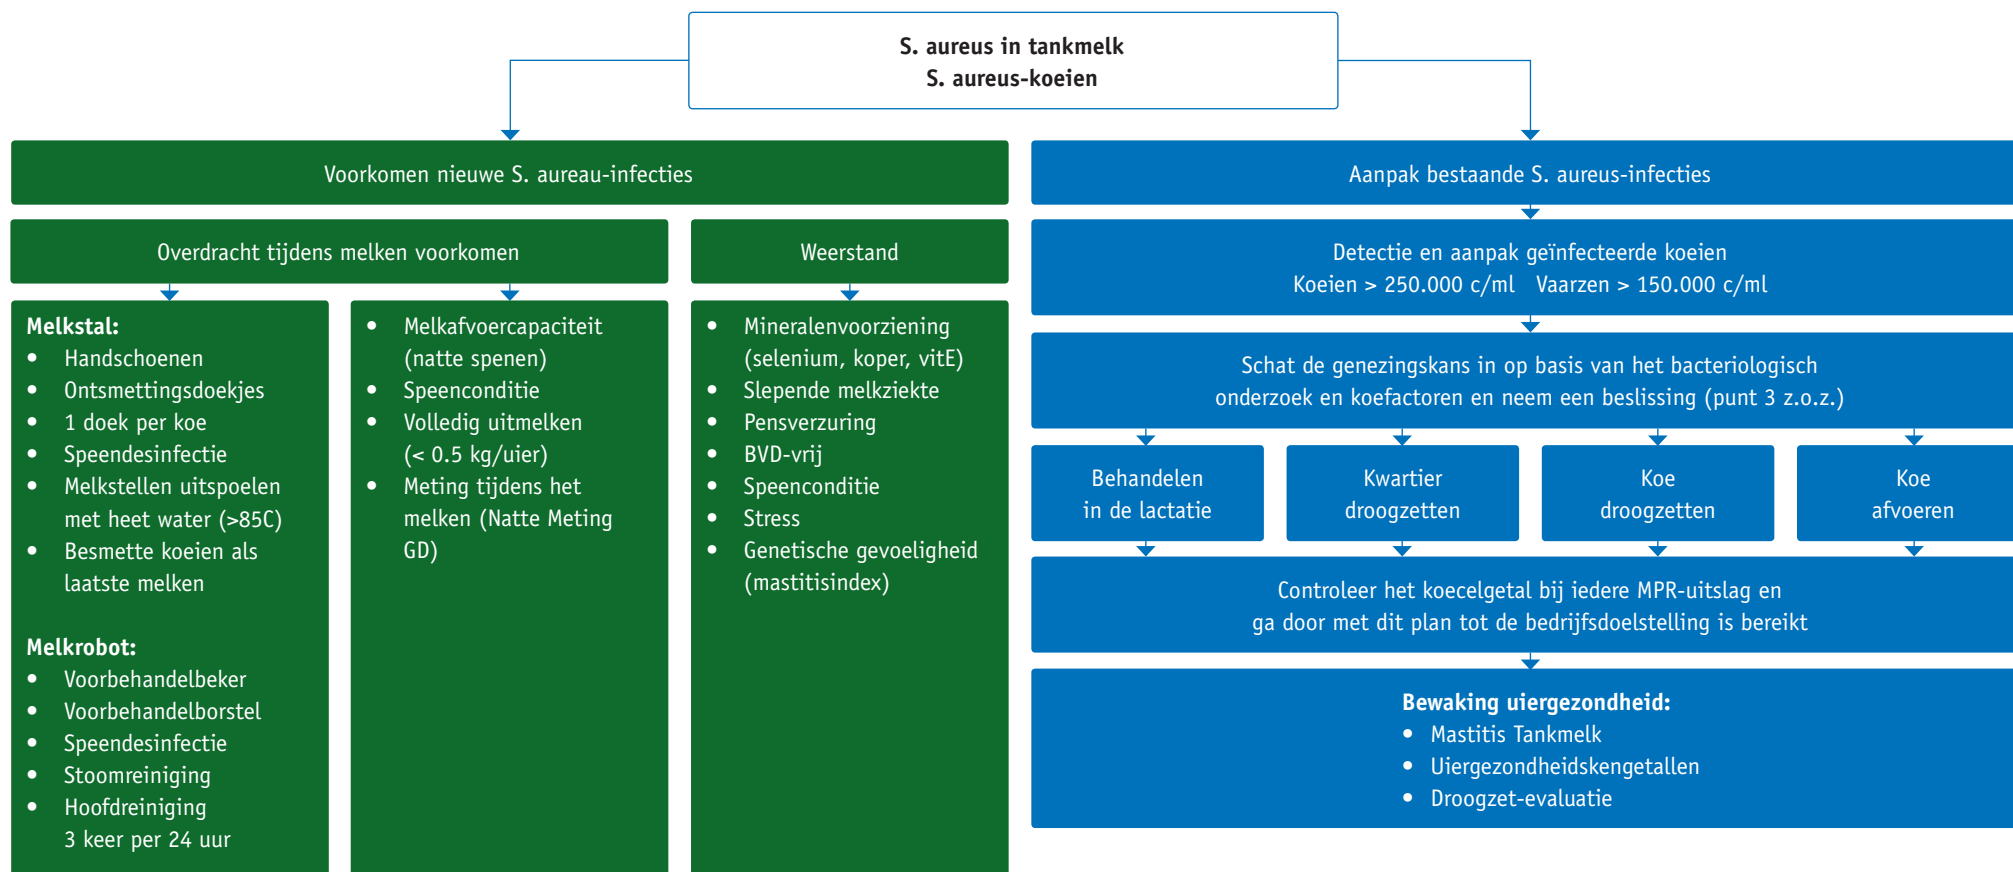 S. aureus in tankmelk
S. aureus-koeien
Voorkomen nieuwe S. aureau-infecties
Overdracht tijdens melken voorkomen
Melkstal:
• Handschoenen
• Ontsmettingsdoekjes
• 1 doek per koe
• Speendesinfectie
• Melkstellen uitspoelen
met heet water (>85C)
• Besmette koeien als
laatste melken
Melkrobot:
• Voorbehandelbeker
• Voorbehandelborstel
• Speendesinfectie
• Stoomreiniging
• Hoofdreiniging
3 keer per 24 uur
• Melkafvoercapaciteit
(natte spenen)
• Speenconditie
• Volledig uitmelken
(< 0.5 kg/uier)
• Meting tijdens het
melken (Natte Meting
GD)
Weerstand
• Mineralenvoorziening
(selenium, koper, vitE)
• Slepende melkziekte
• Pensverzuring
• BVD-vrij
• Speenconditie
• Stress
• Genetische gevoeligheid
(mastitisindex)
Aanpak bestaande S. aureus-infecties
Detectie en aanpak geïnfecteerde koeien
Koeien > 250.000 c/ml Vaarzen > 150.000 c/ml
Schat de genezingskans in op basis van het bacteriologisch
onderzoek en koefactoren en neem een beslissing (punt 3 z.o.z.)
Behandelen
in de lactatie
Kwartier
droogzetten
Koe
droogzetten
Koe
afvoeren
Controleer het koecelgetal bij iedere MPR-uitslag en
ga door met dit plan tot de bedrijfsdoelstelling is bereikt
Bewaking uiergezondheid:
• Mastitis Tankmelk
• Uiergezondheidskengetallen
• Droogzet-evaluatie